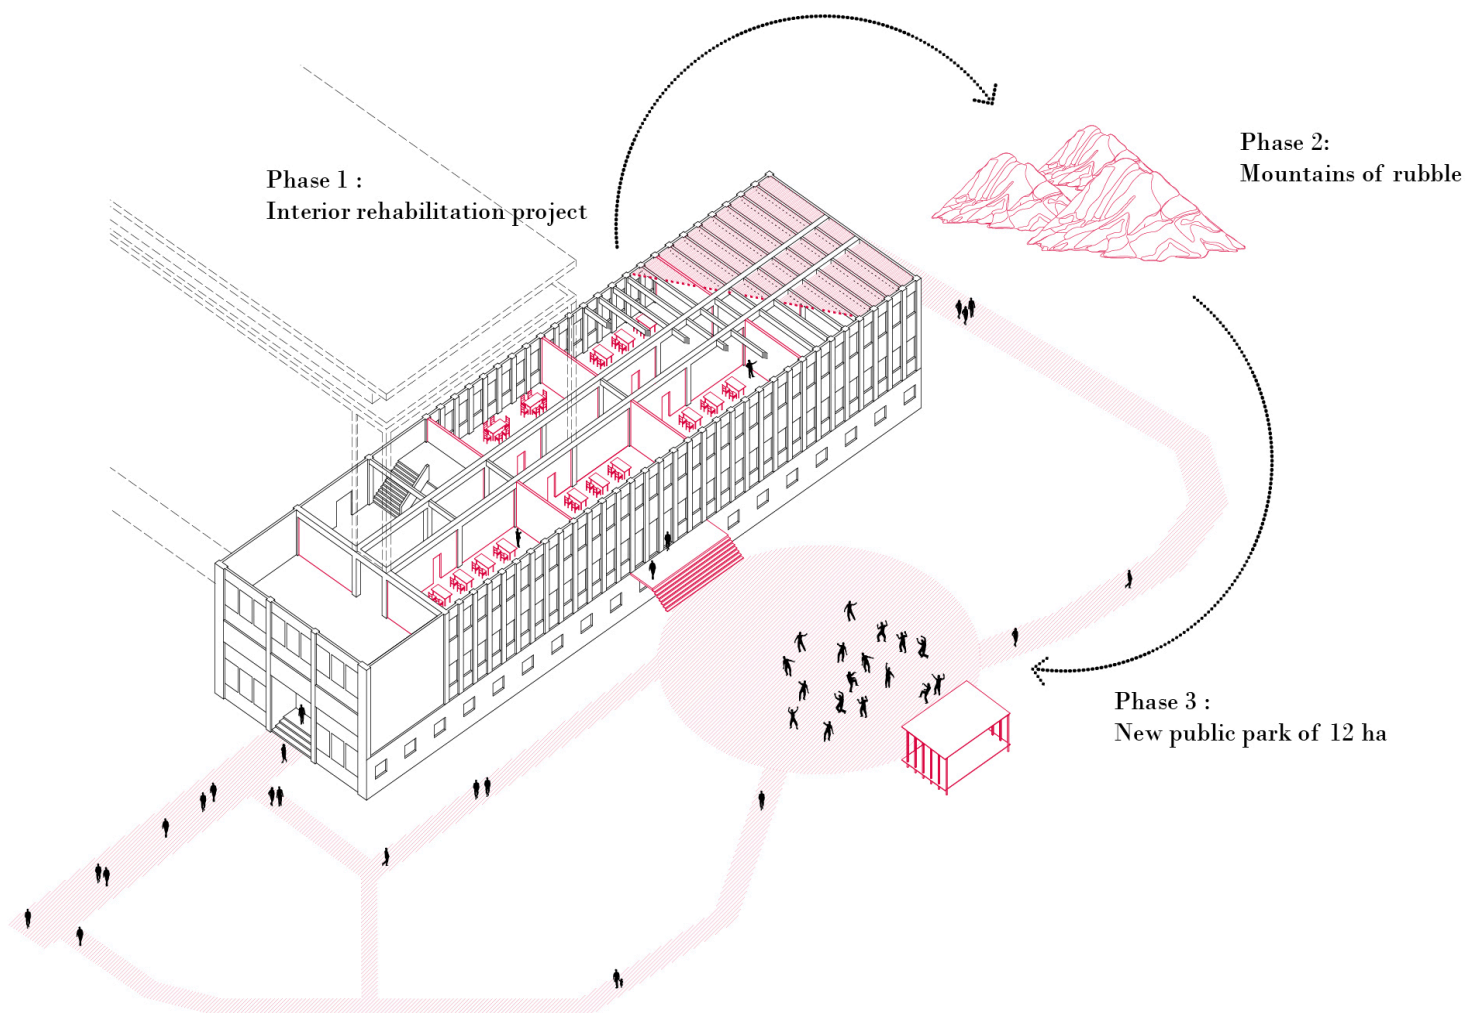 Phase 1 :
Interior rehabilitation project
Phase 2:
Mountains of rubble
Phase 3 :
New public park of 12 ha